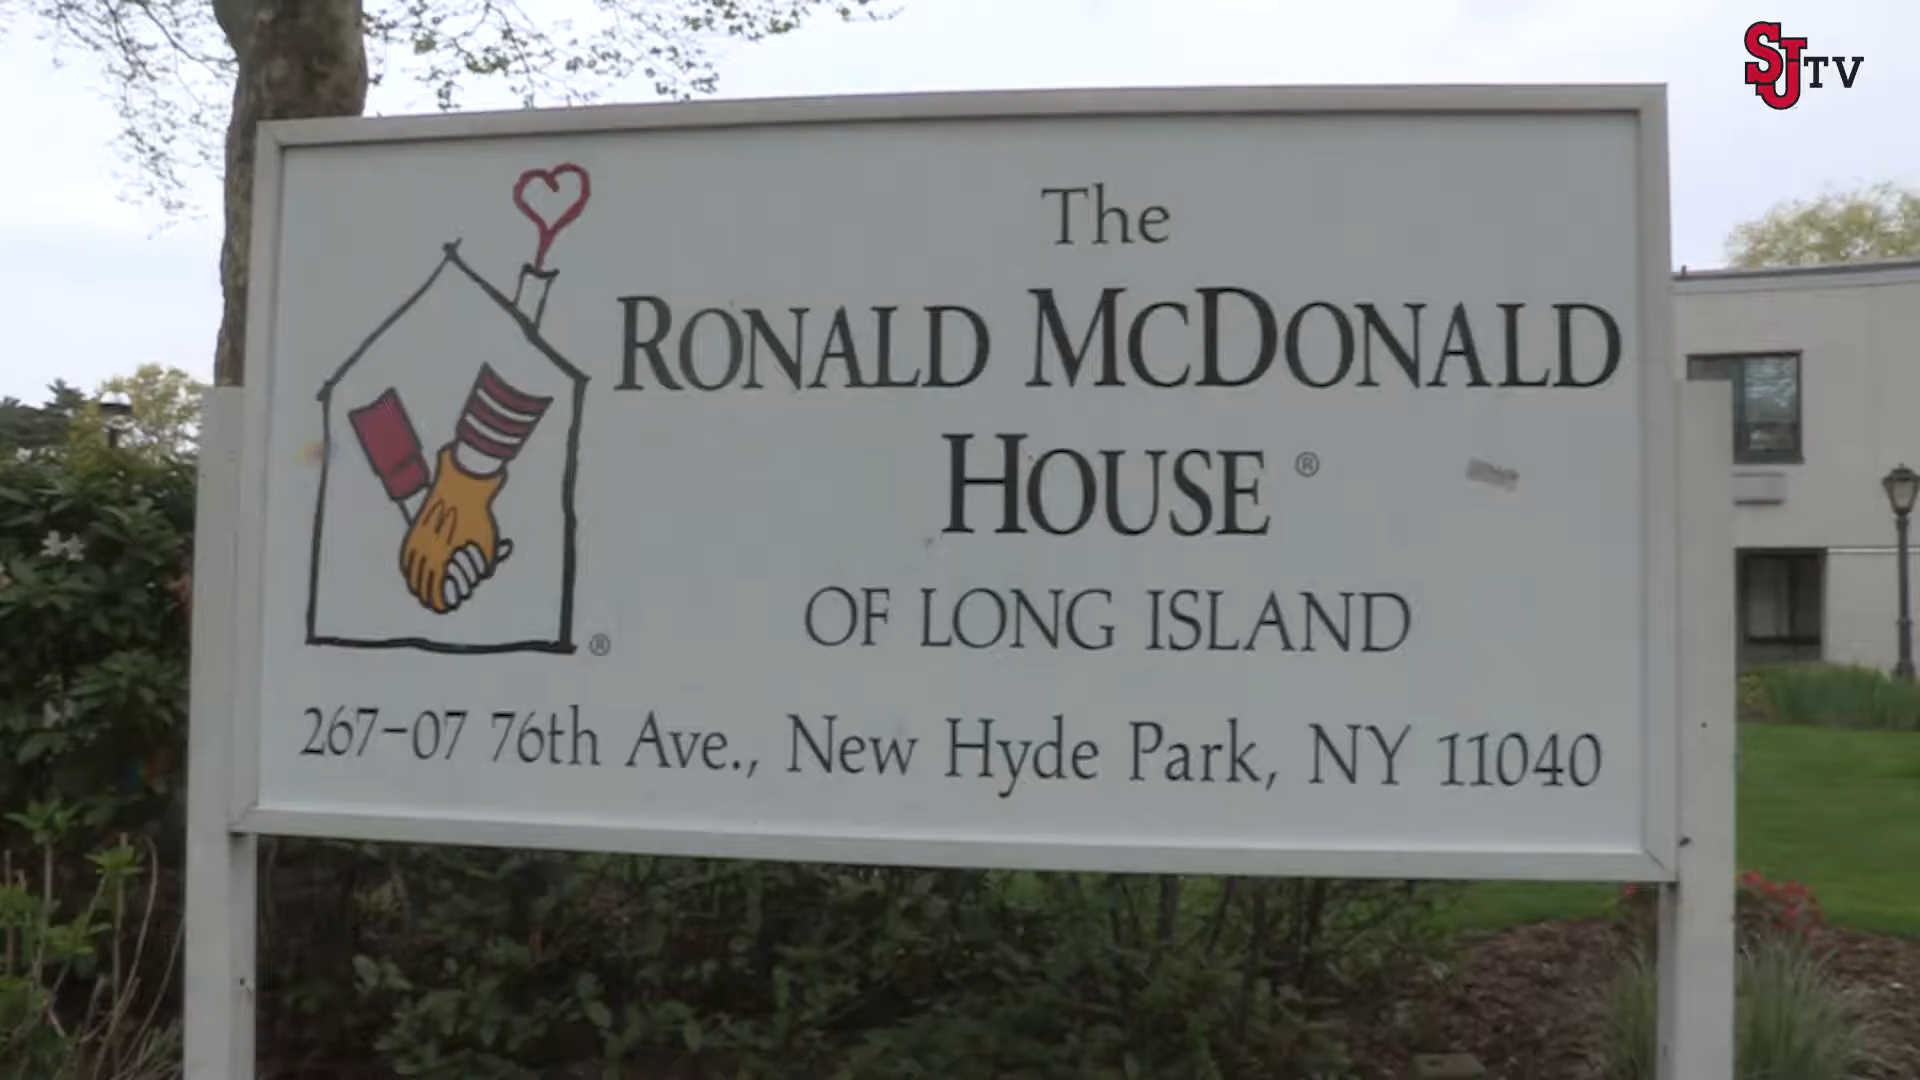 SJTV
The
RONALD MCDONALD
HOUSE ®
OF LONG ISLAND
®
267-07 76th Ave., New Hyde Park, NY 11040